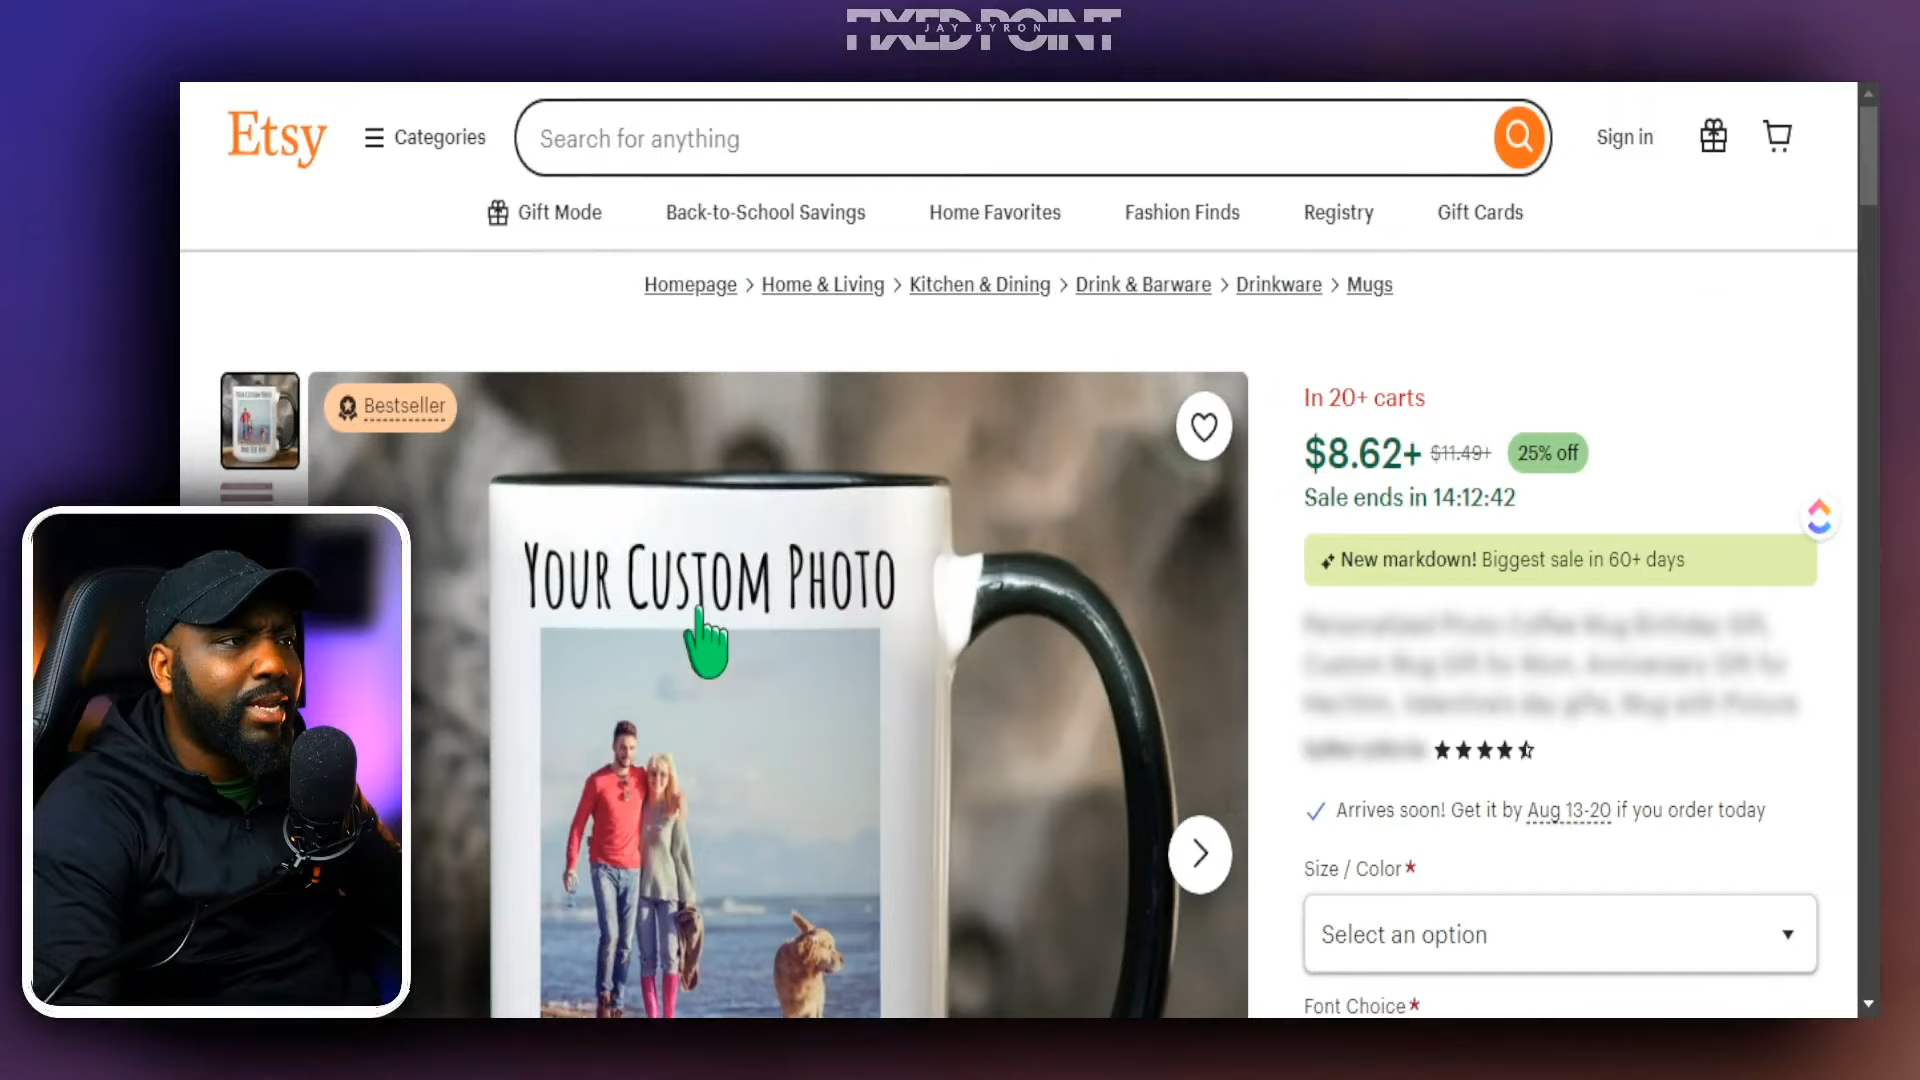 FIXED POINT
JAY BYRON
Etsy
Categories
Search for anything
Sign in
Gift Mode
Back-to-School Savings
Home Favorites
Fashion Finds
Registry
Gift Cards
Homepage > Home & Living > Kitchen & Dining > Drink & Barware > Drinkware > Mugs
Bestseller
YOUR CUSTOM PHOTO
In 20+ carts
$8.62+ $11.49+ 25% off
Sale ends in 14:12:42
New markdown! Biggest sale in 60+ days
Arrives soon! Get it by Aug 13-20 if you order today
Size / Color*
Select an option
Font Choice*